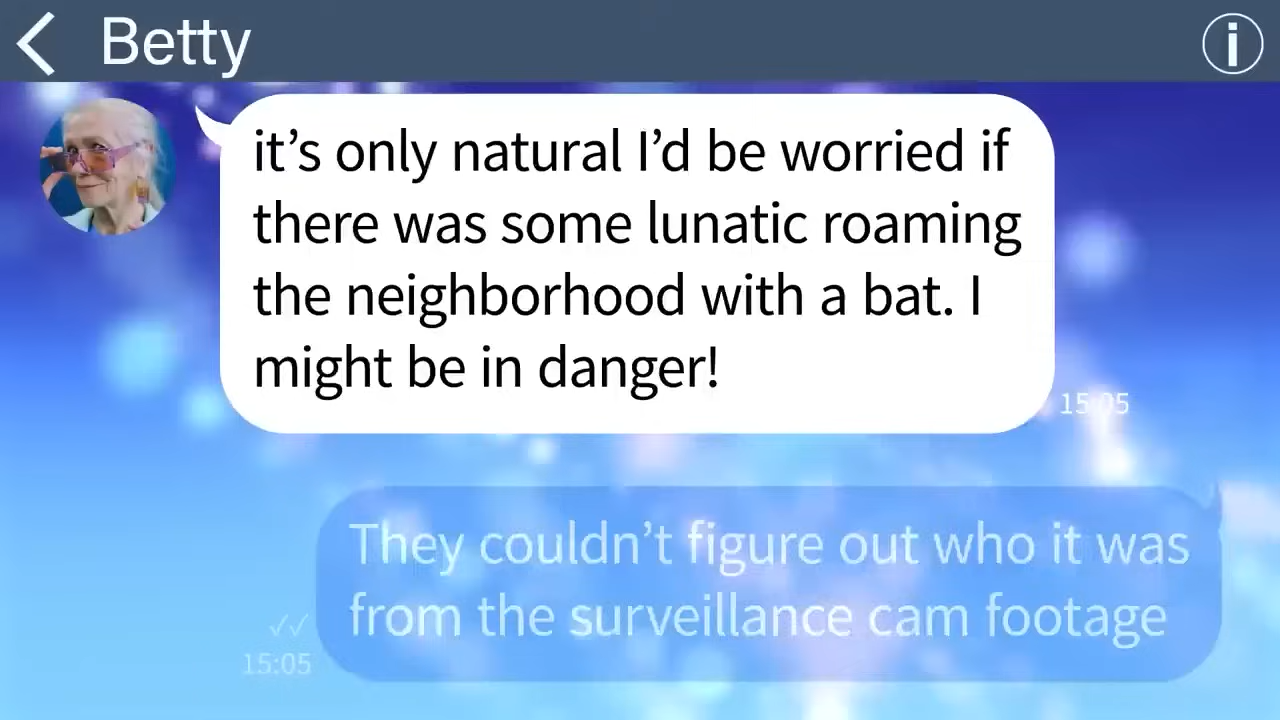 Betty
it’s only natural I’d be worried if
there was some lunatic roaming
the neighborhood with a bat. I
might be in danger!
15:05
They couldn’t figure out who it was
from the surveillance cam footage
15:05